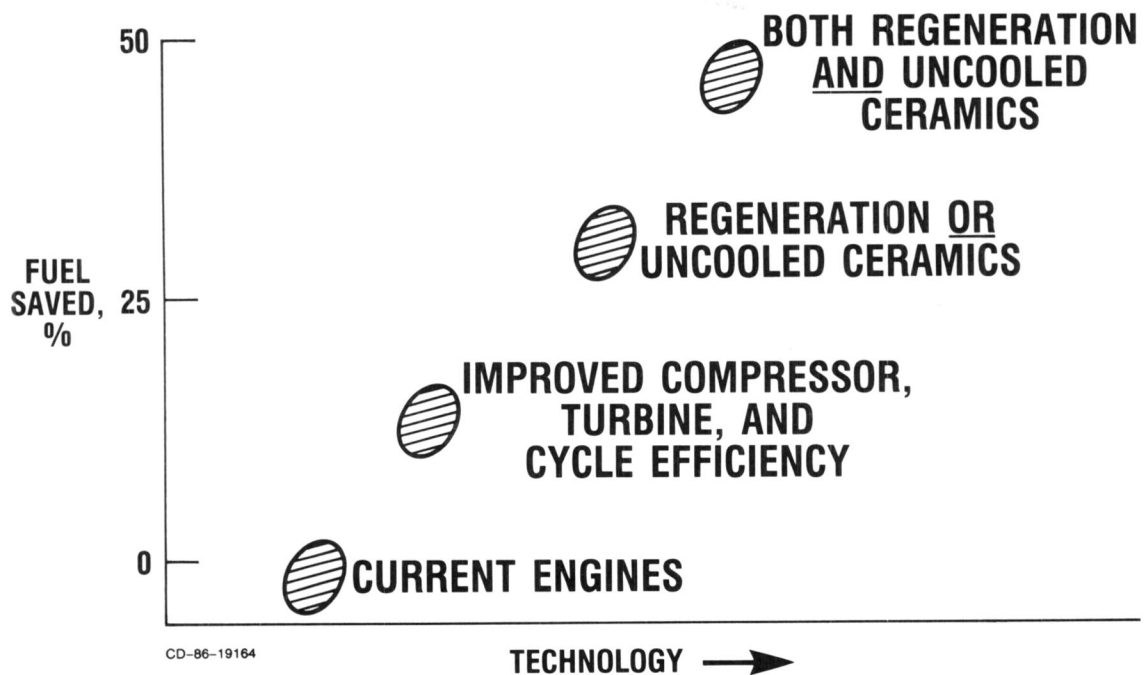 50
BOTH REGENERATION
AND UNCOOLED
CERAMICS
REGENERATION OR
UNCOOLED CERAMICS
FUEL
SAVED,
%
25
IMPROVED COMPRESSOR,
TURBINE, AND
CYCLE EFFICIENCY
0
CURRENT ENGINES
CD-86-19164
TECHNOLOGY